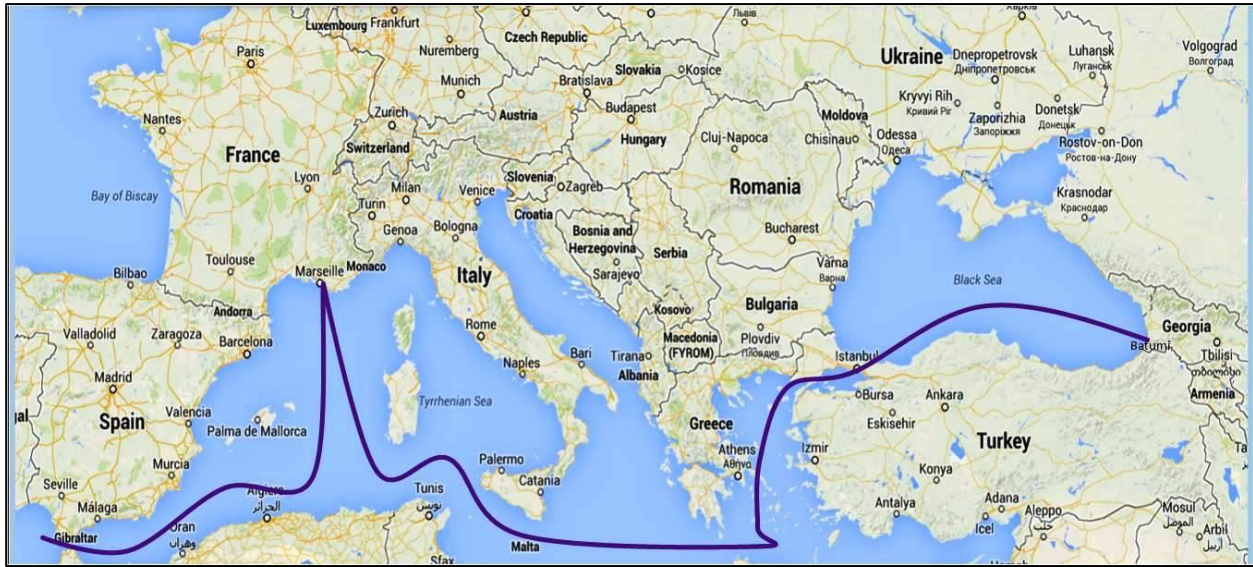 Luxembourg
Frankfurt
Paris
Nuremberg
Czech Republic
Львів
Ukraine
Dnepropetrovsk
Дніпропетровськ
Luhansk
Луганськ
Volgograd
Волгоград
Slovakia
Kosice
Munich
Bratislava
Kryvyi Rih
Кривий Ріг
Zaporizhia
Запоріжжя
Donetsk
Донецьк
Nantes
Zurich
Austria
Budapest
Hungary
Moldova
Cluj-Napoca
Chisinau
Odessa
Одеса
Rostov-on-Don
Ростов-на-Дону
France
Switzerland
Lyon
Milan
Venice
Slovenia
Zagreb
Romania
Krasnodar
Краснодар
Bay of Biscay
Turin
Genoa
Bologna
Croatia
Bosnia and
Herzegovina
Serbia
Bucharest
Toulouse
Monaco
Italy
Sarajevo
Varna
Варна
Black Sea
Bilbao
Marseille
Andorra
Kosovo
Bulgaria
Georgia
Valladolid
Zaragoza
Barcelona
Rome
Macedonia
(FYROM)
Plovdiv
Пловдив
Istanbul
Batumi
Tbilisi
თბილისი
Madrid
Naples
Bari
Tirana
Albania
Armenia
Spain
Valencia
Palma de Mallorca
Tyrrhenian Sea
Greece
Bursa
Ankara
Eskisehir
Turkey
Murcia
Palermo
Athens
Αθήνα
Izmir
Konya
Seville
Málaga
Algiers
الجزائر
Tunis
تونس
Catania
Antalya
Adana
Icel
Aleppo
حلب
Mosul
الموصل
Arbil
أربيل
Gibraltar
Oran
وهران
Sfax
Malta